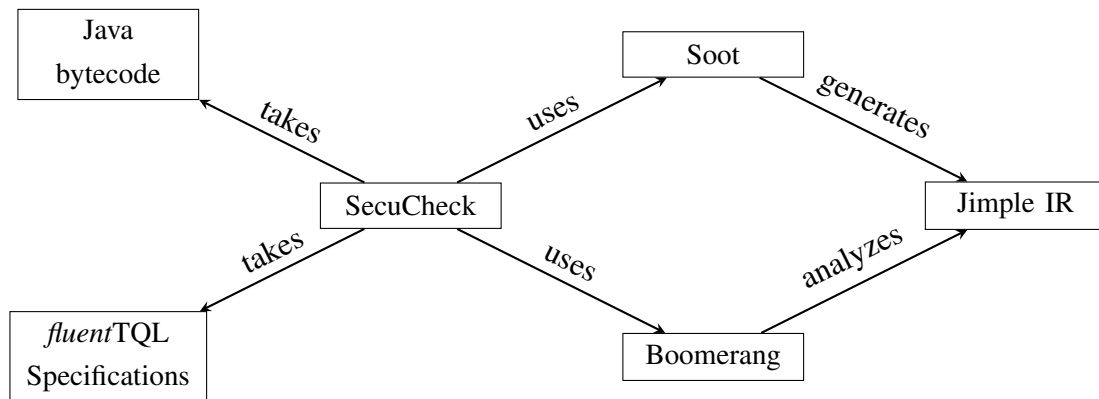 Java
bytecode
Soot
takes
uses
generates
SecuCheck
Jimple IR
takes
uses
analyzes
fluentTQL
Specifications
Boomerang